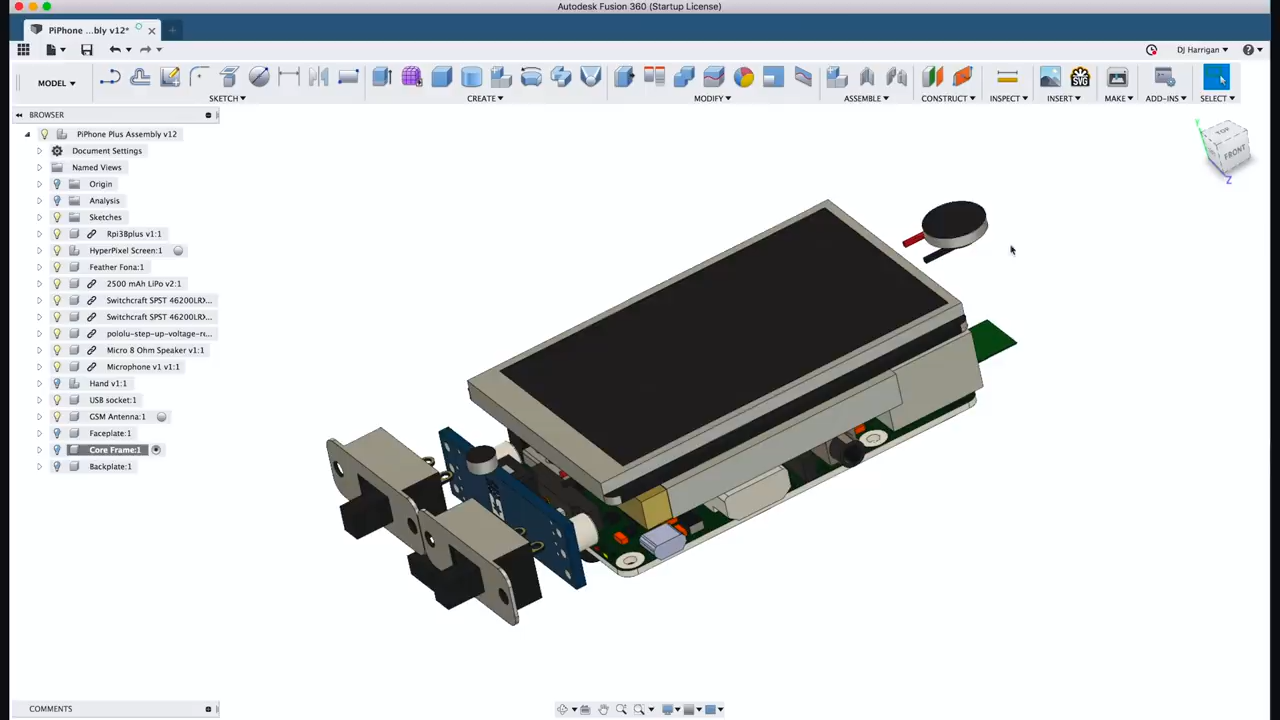 Autodesk Fusion 360 (Startup License)
PiPhone ...bly v12*
DJ Harrigan
MODEL
SKETCH
CREATE
MODIFY
ASSEMBLE
CONSTRUCT
INSPECT
INSERT
MAKE
ADD-INS
SELECT
SVG
BROWSER
PiPhone Plus Assembly v12
Document Settings
Named Views
Origin
Analysis
Sketches
Rpi3Bplus v1:1
HyperPixel Screen:1
Feather Fona:1
2500 mAh LiPo v2:1
Switchcraft SPST 46200LRX...
Switchcraft SPST 46200LRX...
pololu-step-up-voltage-re...
Micro 8 Ohm Speaker v1:1
Microphone v1 v1:1
Hand v1:1
USB socket:1
GSM Antenna:1
Faceplate:1
Core Frame:1
Backplate:1
TOP
FRONT
Y
Z
COMMENTS